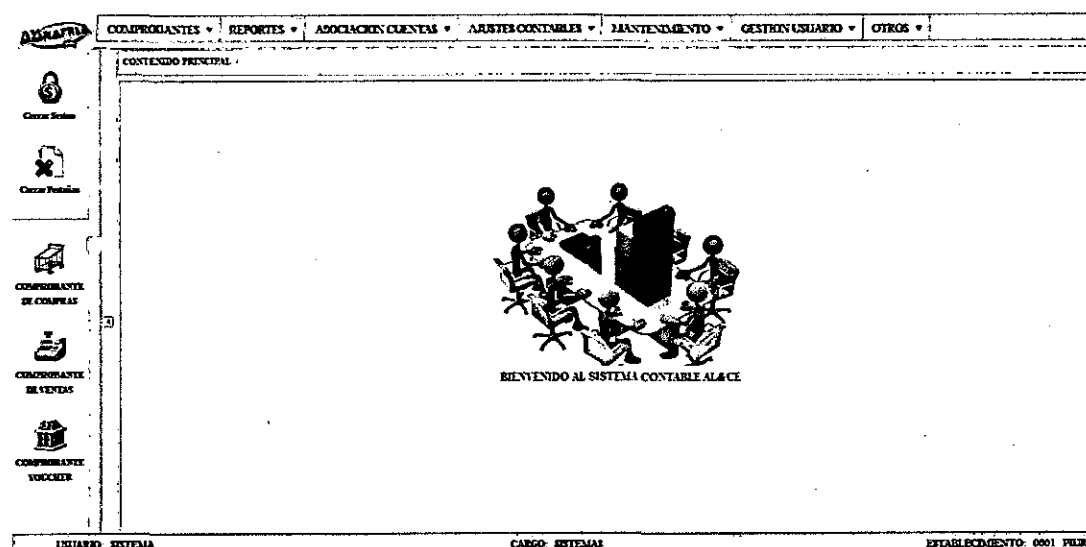 COMPROBANTES REPORTES ASOCIACION CUENTAS AJUSTES CONTABLES MANTENIMIENTO GESTION USUARIO OTROS
CONTENIDO PRINCIPAL
Cerrar Sesion
Cerrar Pestañas
COMPROBANTE
DE COMPRAS
COMPROBANTE
DE VENTAS
COMPROBANTE
VOUCHER
BIENVENIDO AL SISTEMA CONTABLE AL&CE
USUARIO: SISTEMA CARGO: SISTEMAS ESTABLECIMIENTO: 0001